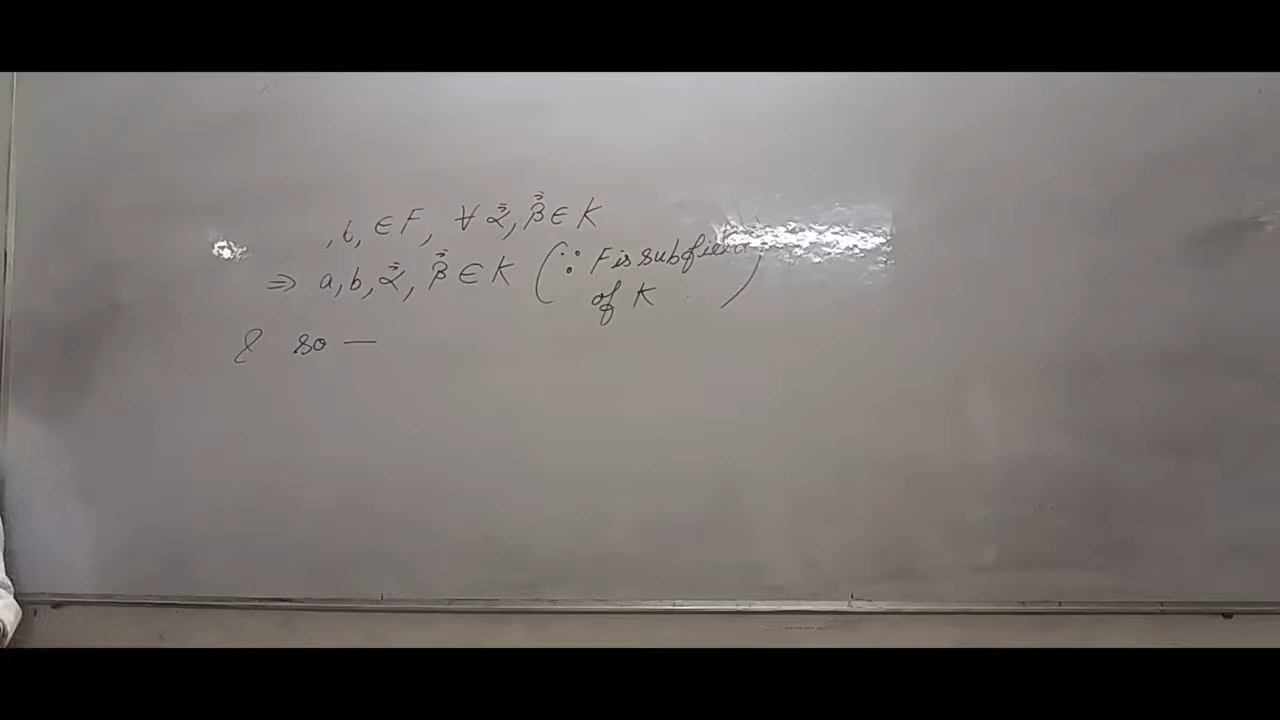 , b, ∈ F, ∀ α⃗, β⃗ ∈ K
⇒ a, b, α⃗, β⃗ ∈ K (∵ F is subfield
of K )
& so —